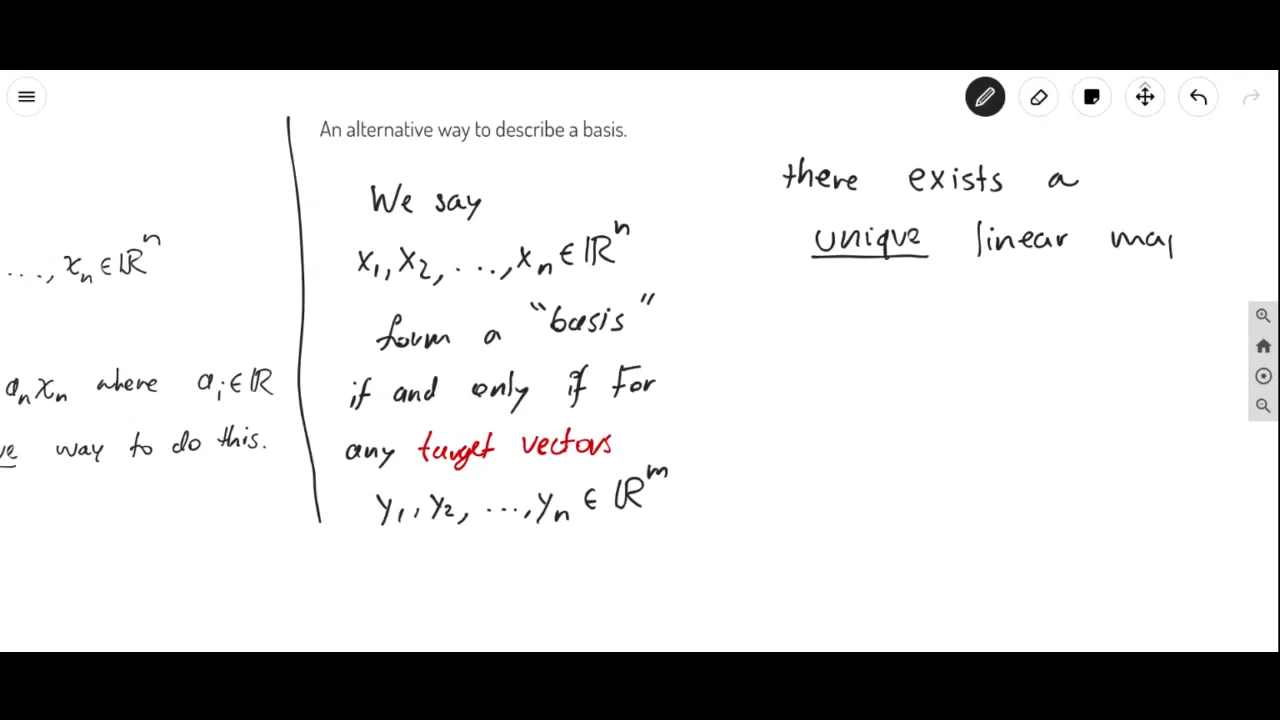 ..., xₙ ∈ ℝⁿ
aₙxₙ where aᵢ ∈ ℝ
way to do this.
An alternative way to describe a basis.
We say
x₁, x₂, ..., xₙ ∈ ℝⁿ
form a "basis"
if and only if for
any target vectors
y₁, y₂, ..., yₙ ∈ ℝᵐ
there exists a
unique linear map